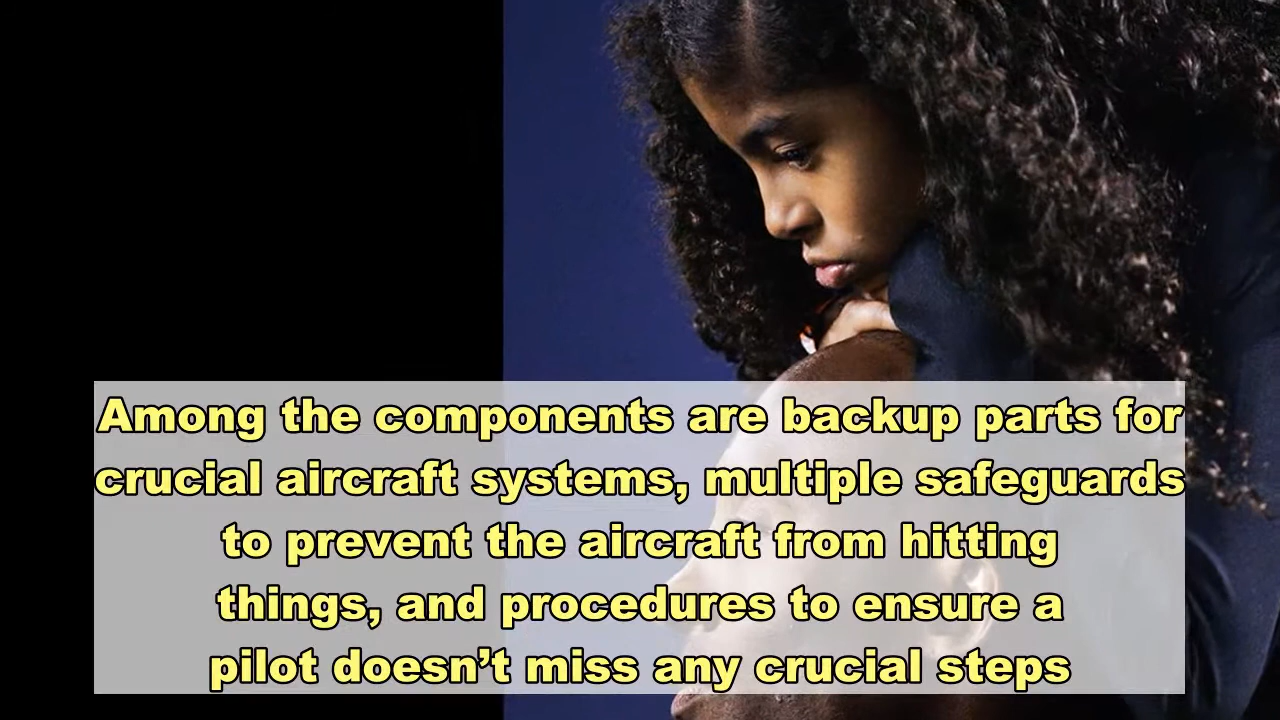 Among the components are backup parts for
crucial aircraft systems, multiple safeguards
to prevent the aircraft from hitting
things, and procedures to ensure a
pilot doesn’t miss any crucial steps